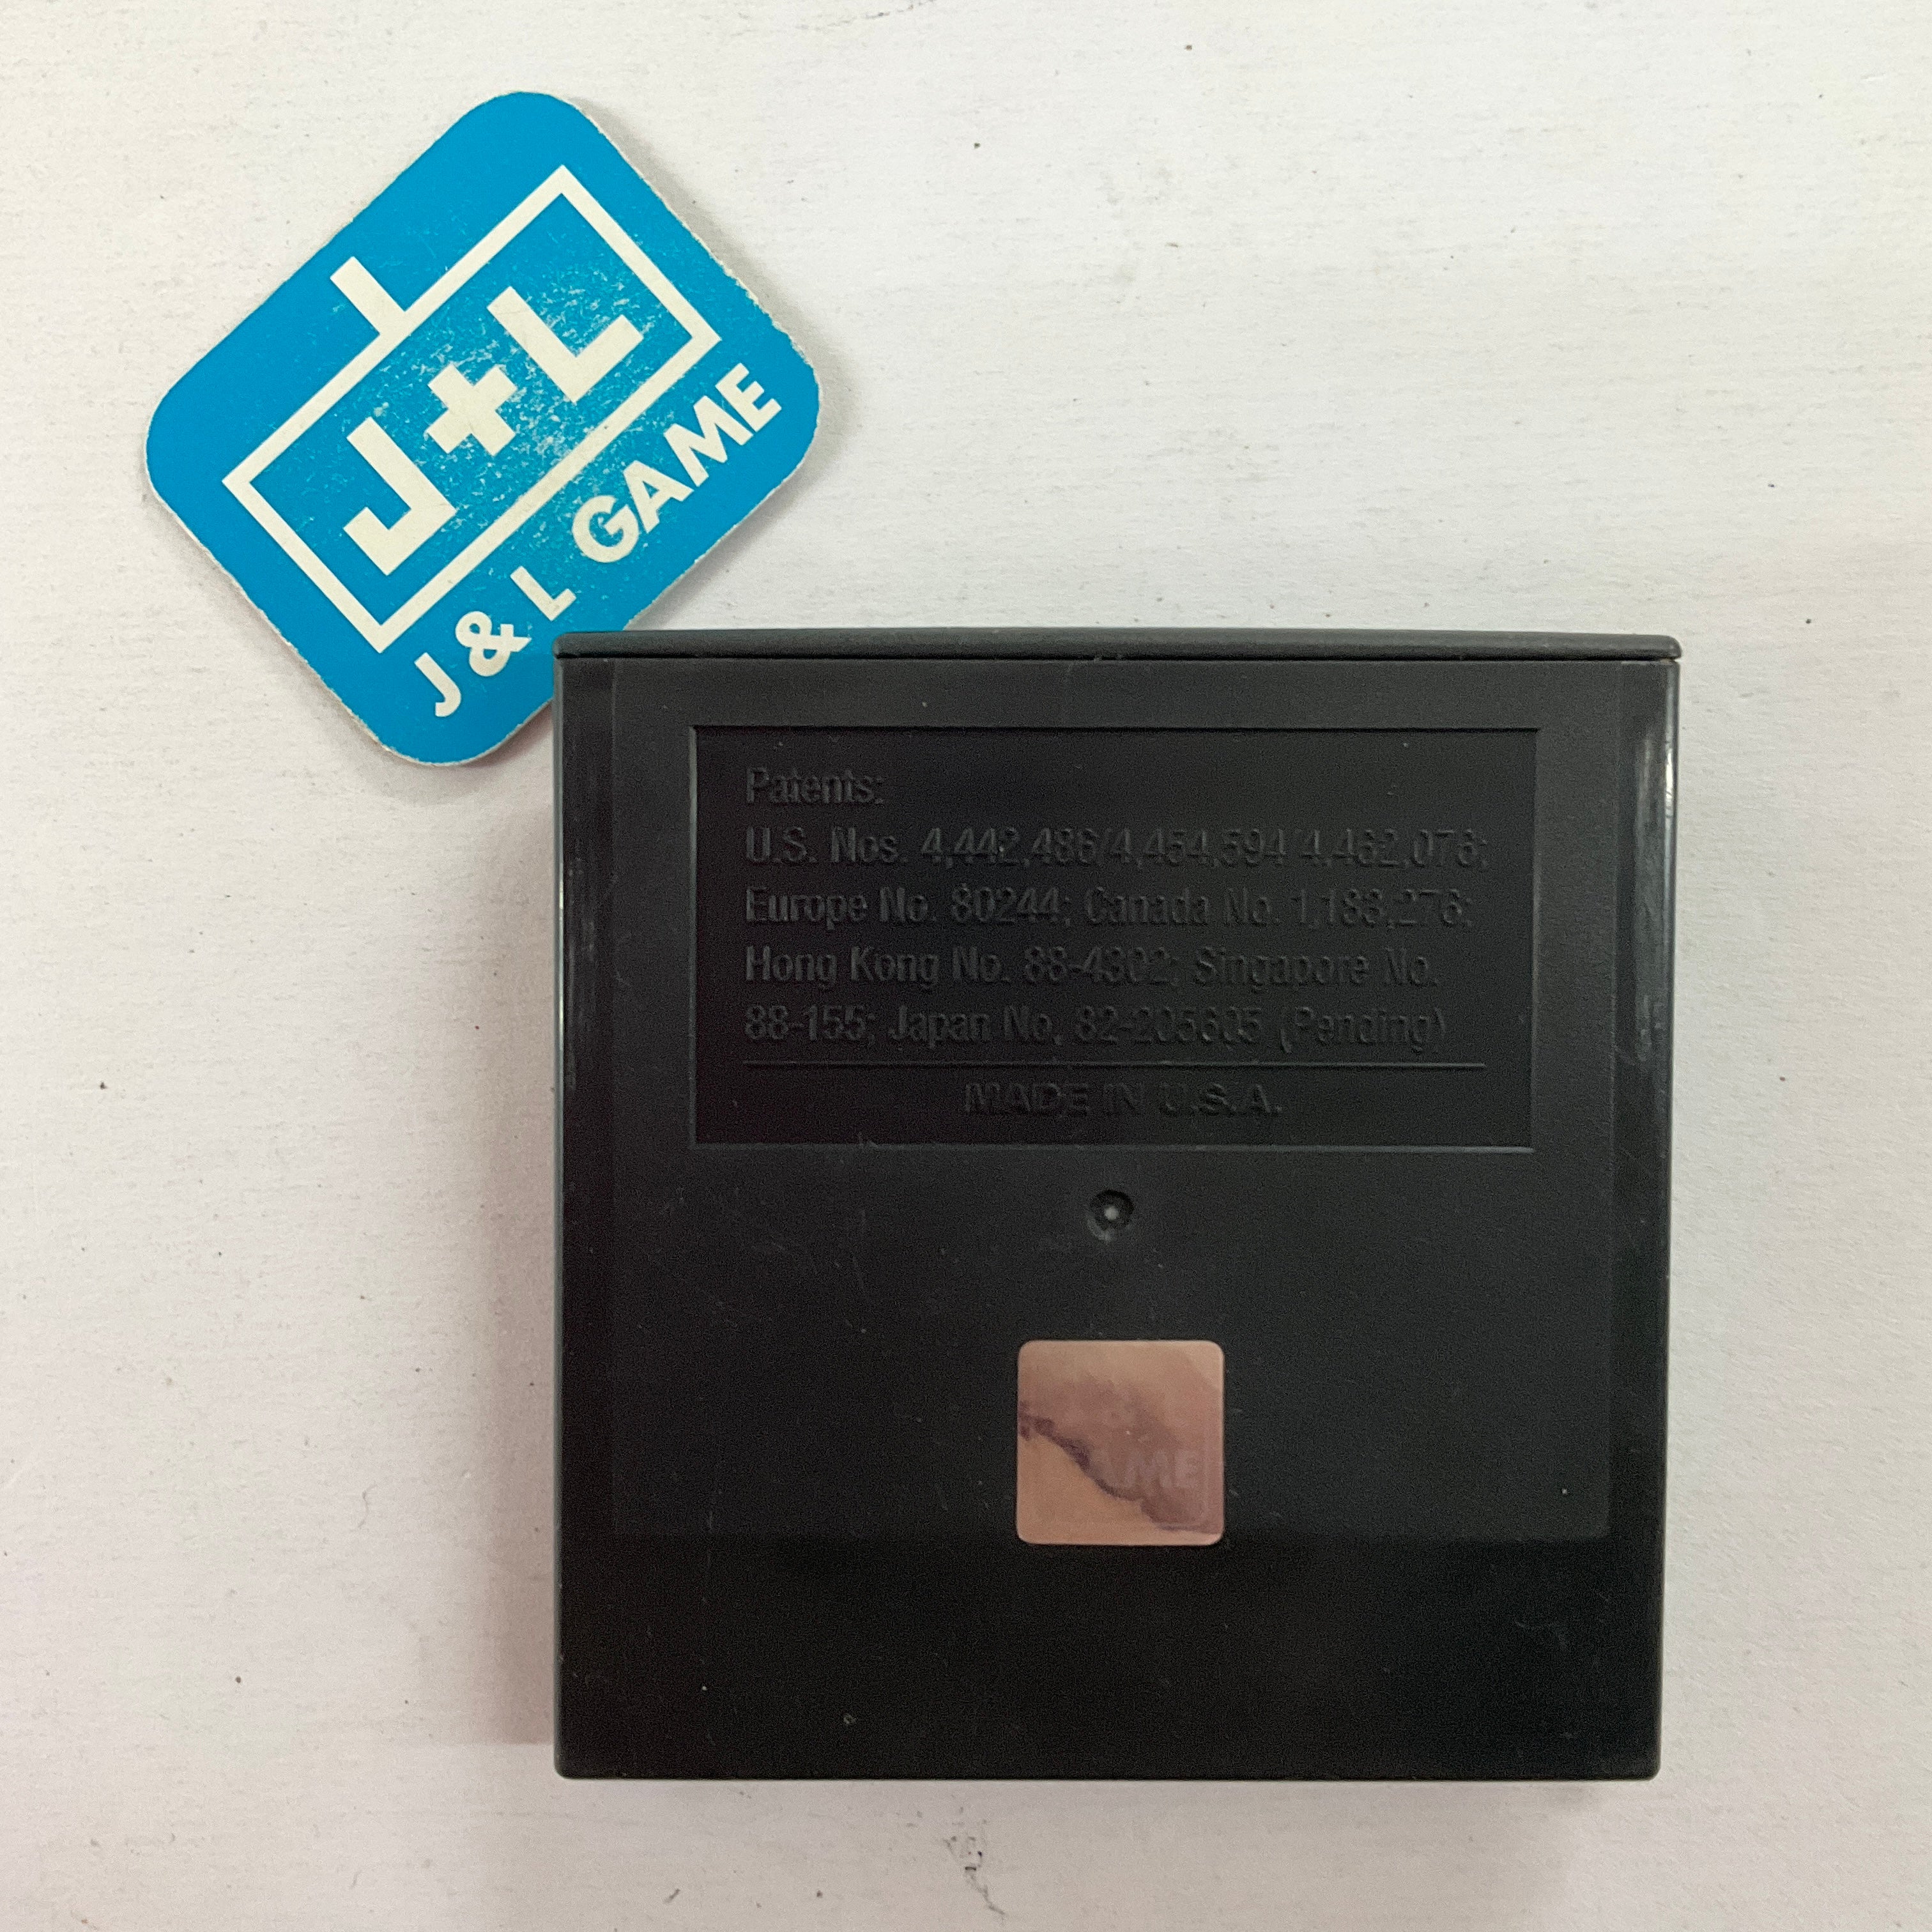 J+L
J & L GAME
Patents:
U.S. Nos. 4,442,486/4,454,594/4,462,076;
Europe No. 80244; Canada No. 1,183,276;
Hong Kong No. 88-4302; Singapore No.
88-155; Japan No. 82-205605 (Pending)
MADE IN U.S.A.